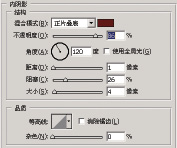 内阴影
结构
混合模式(B): 正片叠底
不透明度(O): %
角度(A): 120 度 使用全局光(G)
距离(D): 1 像素
阻塞(C): 26 %
大小(S): 4 像素
品质
等高线: 消除锯齿(L)
杂色(N): 0 %